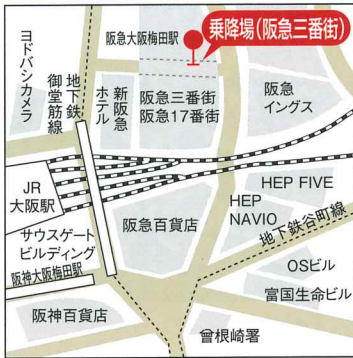 乗降場(阪急三番街)
阪急大阪梅田駅
ヨドバシカメラ
地下鉄
御堂筋線
新阪急
ホテル
阪急三番街
阪急17番街
阪急
イングス
JR
大阪駅
HEP FIVE
HEP
NAVIO
阪急百貨店
地下鉄谷町線
サウスゲート
ビルディング
阪神大阪梅田駅
OSビル
富国生命ビル
阪神百貨店
曾根崎署